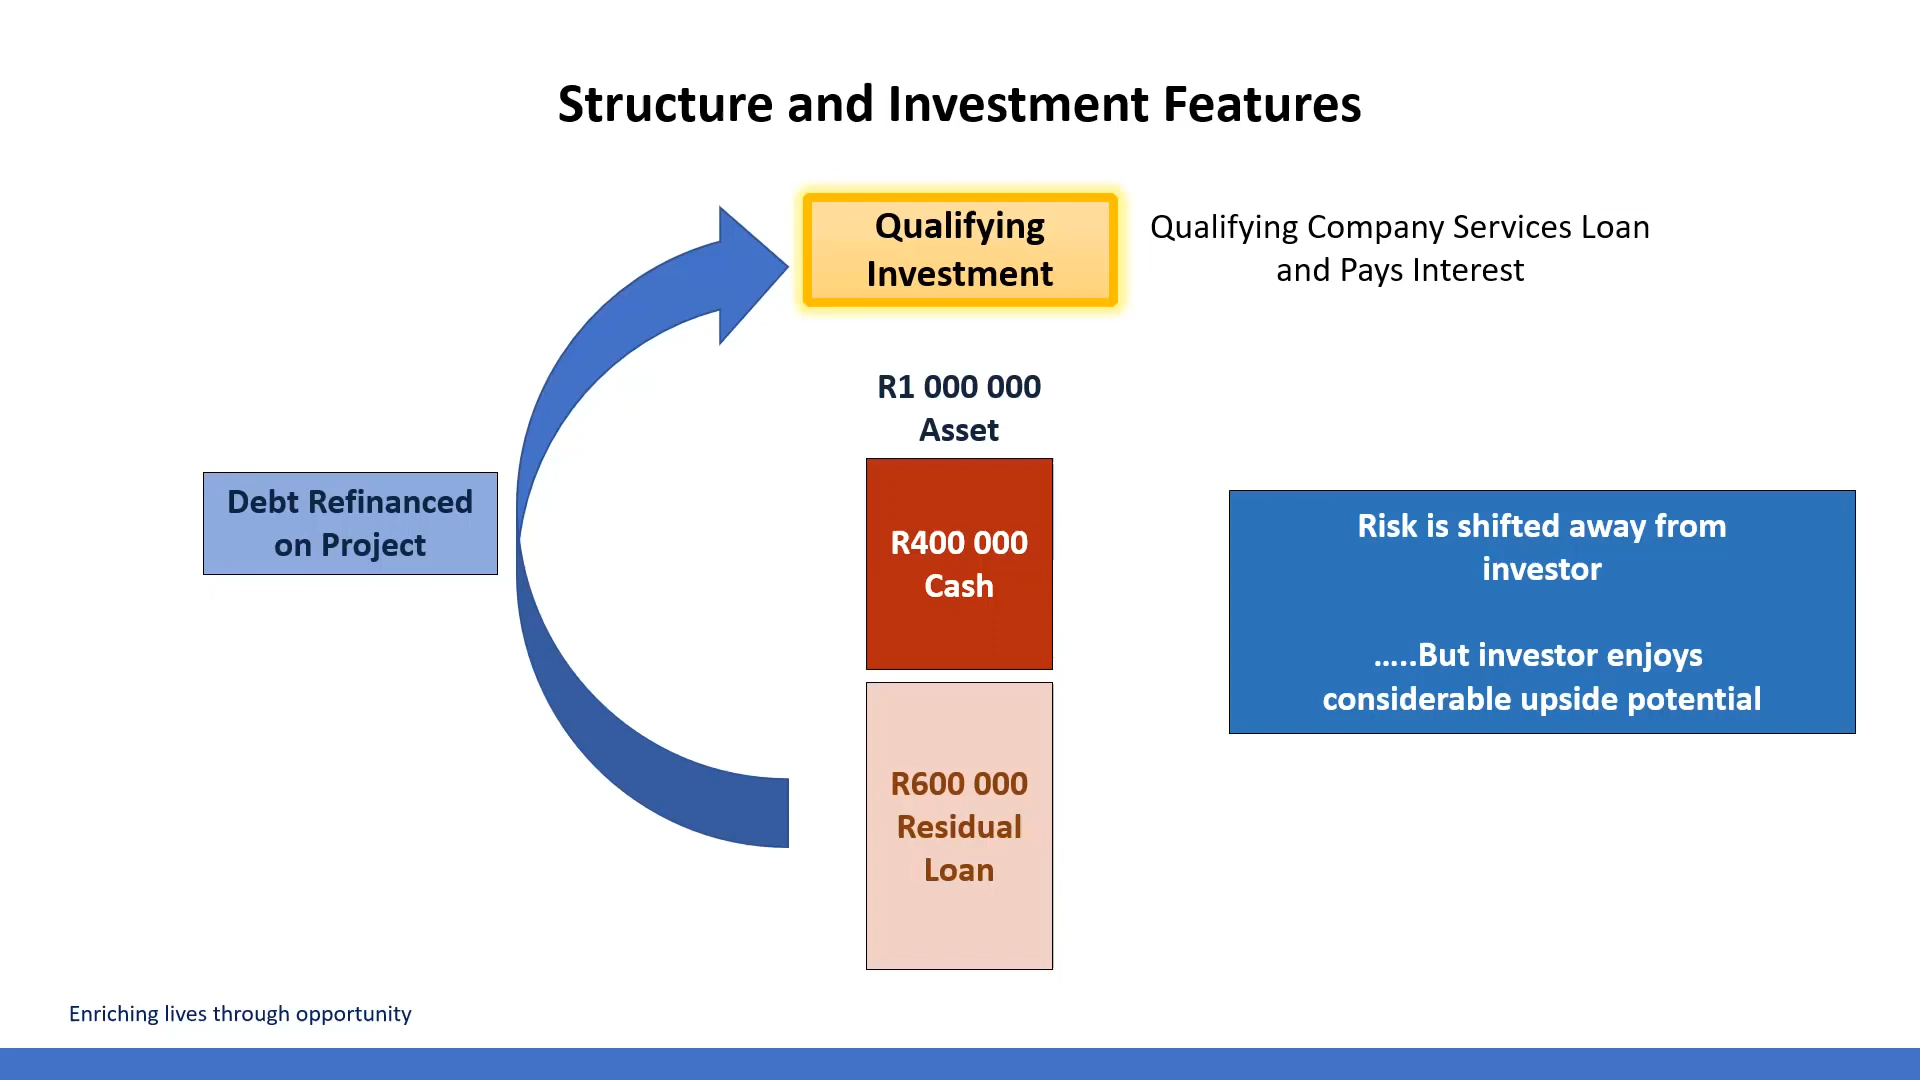 Structure and Investment Features
Qualifying
Investment
Qualifying Company Services Loan
and Pays Interest
R1 000 000
Asset
Debt Refinanced
on Project
R400 000
Cash
Risk is shifted away from
investor
…..But investor enjoys
considerable upside potential
R600 000
Residual
Loan
Enriching lives through opportunity